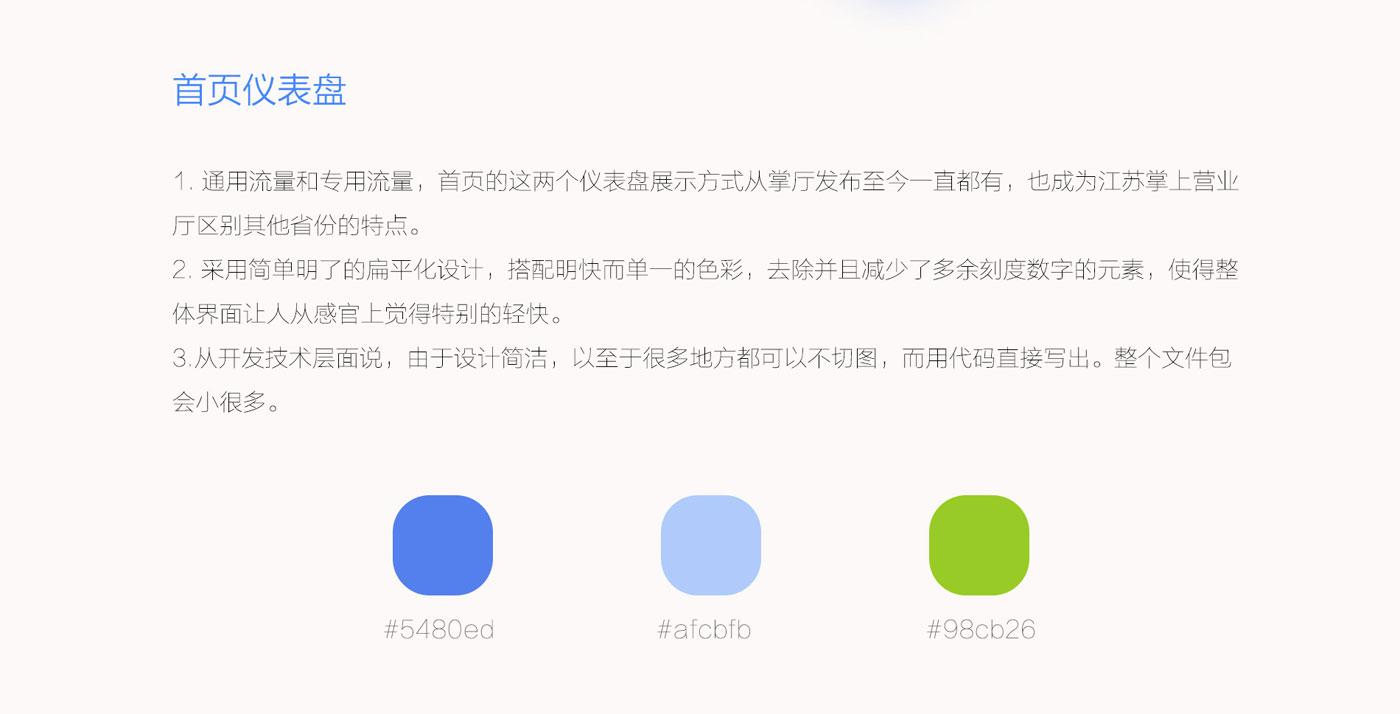 首页仪表盘
1. 通用流量和专用流量，首页的这两个仪表盘展示方式从掌厅发布至今一直都有，也成为江苏掌上营业
厅区别其他省份的特点。
2. 采用简单明了的扁平化设计，搭配明快而单一的色彩，去除并且减少了多余刻度数字的元素，使得整
体界面让人从感官上觉得特别的轻快。
3.从开发技术层面说，由于设计简洁，以至于很多地方都可以不切图，而用代码直接写出。整个文件包
会小很多。
#5480ed
#afcbfb
#98cb26